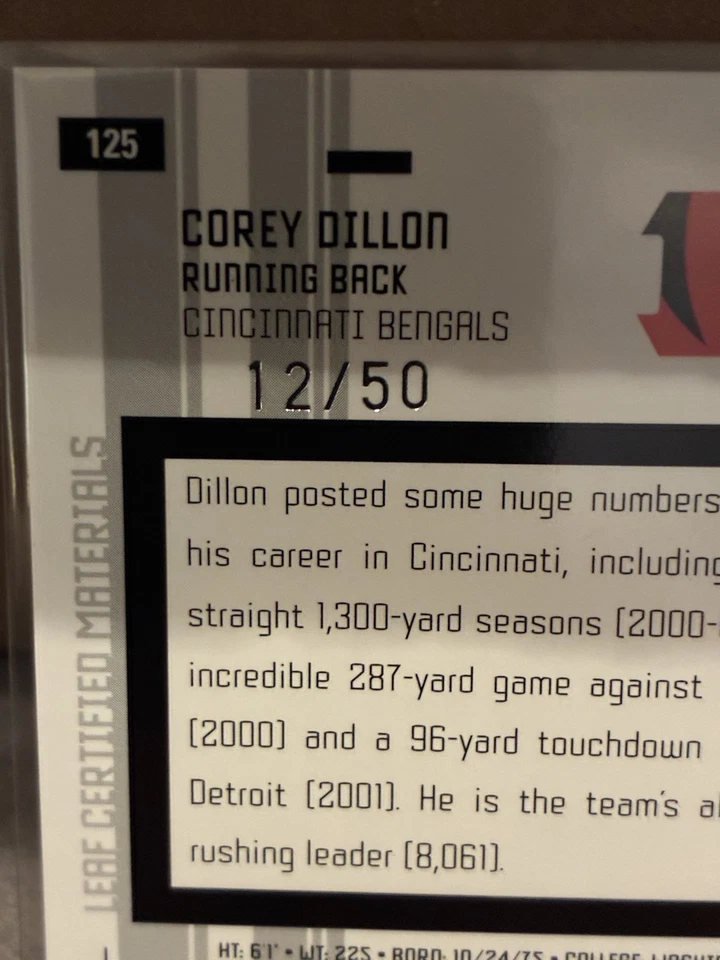 125
COREY DILLON
RUNNING BACK
CINCINNATI BENGALS
12/50
Dillon posted some huge numbers
his career in Cincinnati, including
straight 1,300-yard seasons (2000-
incredible 287-yard game against
(2000) and a 96-yard touchdown
Detroit (2001). He is the team's
rushing leader (8,061).
HT: 6'1" • WT: 225 • BORN: 10/24/75 • COLLEGE:
LEAF CERTIFIED MATERIALS